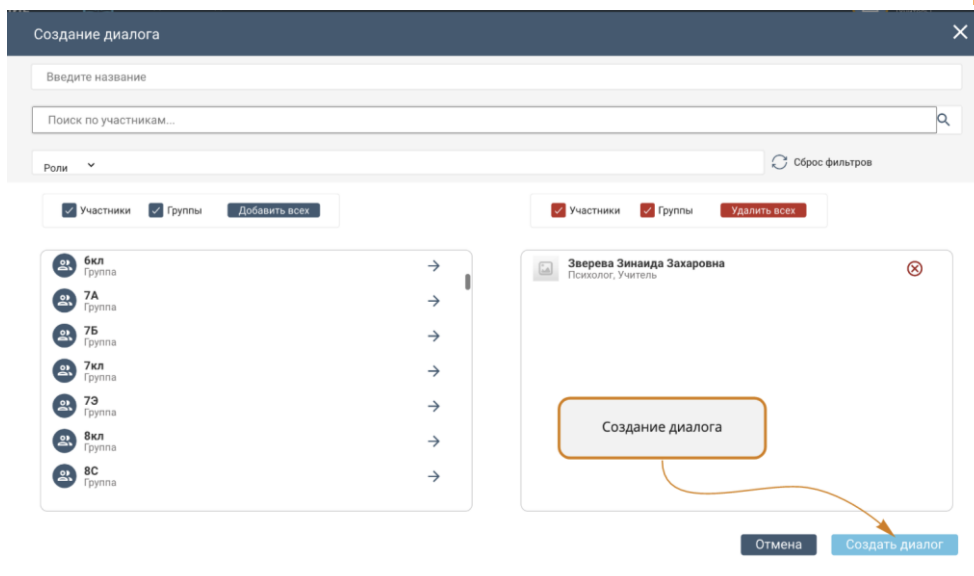 Создание диалога
Введите название
Поиск по участникам...
Роли
Сброс фильтров
Участники Группы Добавить всех
Участники Группы Удалить всех
6кл
Группа
7А
Группа
7Б
Группа
7кл
Группа
7Э
Группа
8кл
Группа
8С
Группа
Зверева Зинаида Захаровна
Психолог, Учитель
Создание диалога
Отмена Создать диалог